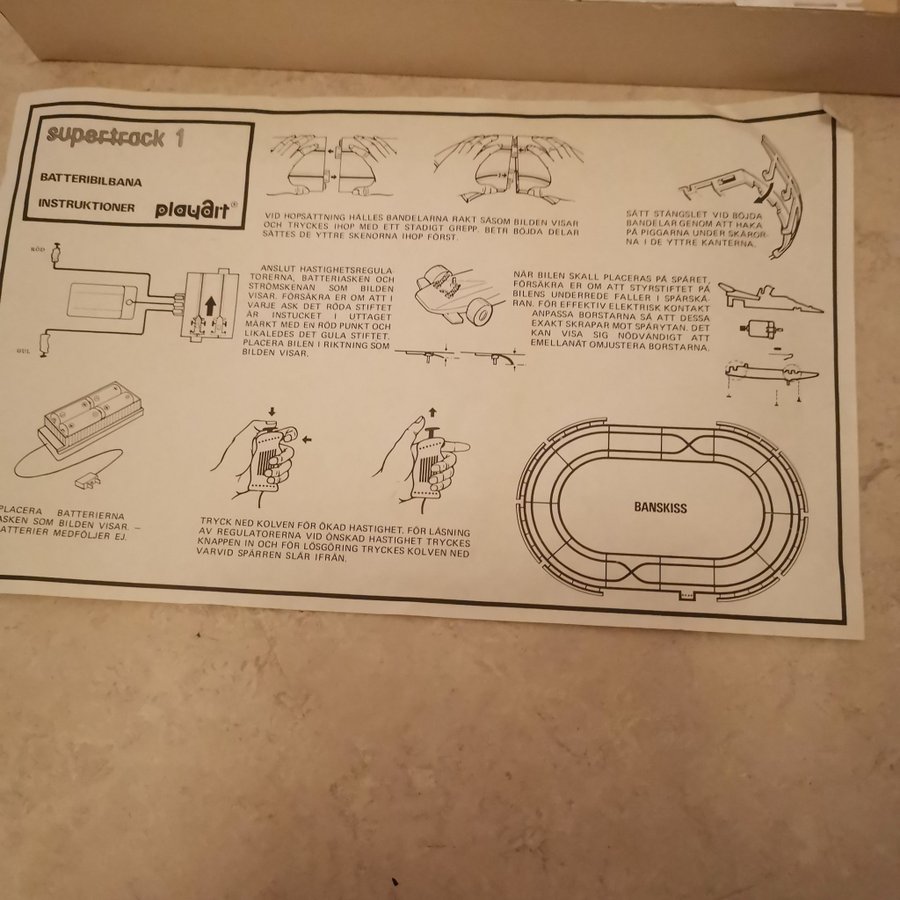 supertrack 1
BATTERIBILBANA
INSTRUKTIONER playart®
VID HOPSÄTTNING HÅLLES BANDELARNA RAKT SÅSOM BILDEN VISAR
OCH TRYCKES IHOP MED ETT STADIGT GREPP. BETR BÖJDA DELAR
SÄTTES DE YTTRE SKENORNA IHOP FÖRST.
SÄTT STÄNGSLET VID BÖJDA
BANDELAR GENOM ATT HAKA
PÅ PIGGARNA UNDER SKÅROR-
NA I DE YTTRE KANTERNA.
RÖD
GUL
ANSLUT HASTIGHETSREGULA-
TORERNA, BATTERIASKEN OCH
STRÖMSKENAN SOM BILDEN
VISAR. FÖRSÄKRA ER OM ATT I
VARJE ASK DET RÖDA STIFTET
ÄR INSTUCKET I UTTAGET
MÄRKT MED EN RÖD PUNKT OCH
LIKALEDES DET GULA STIFTET.
PLACERA BILEN I RIKTNING SOM
BILDEN VISAR.
NÄR BILEN SKALL PLACERAS PÅ SPÅRET,
FÖRSÄKRA ER OM ATT STYRSTIFTET PÅ
BILENS UNDERREDE FALLER I SPÅRSKÅ-
RAN. FÖR EFFECTIV ELEKTRISK KONTAKT
ANPASSA BORSTARNA SÅ ATT DESSA
EXAKT SKRAPAR MOT SPÅRYTAN. DET
KAN VISA SIG NÖDVÄNDIGT ATT
EMELLANÅT OMJUSTERA BORSTARNA.
PLACERA BATTERIERNA
ASKEN SOM BILDEN VISAR. –
ATTERIER MEDFÖLJER EJ.
TRYCK NED KOLVEN FÖR ÖKAD HASTIGHET. FÖR LÅSNING
AV REGULATORERNA VID ÖNSKAD HASTIGHET TRYCKES
KNAPPEN IN OCH FÖR LÖSGÖRING TRYCKES KOLVEN NED
VARVID SPÄRREN SLÅR IFRÅN.
BANSKISS